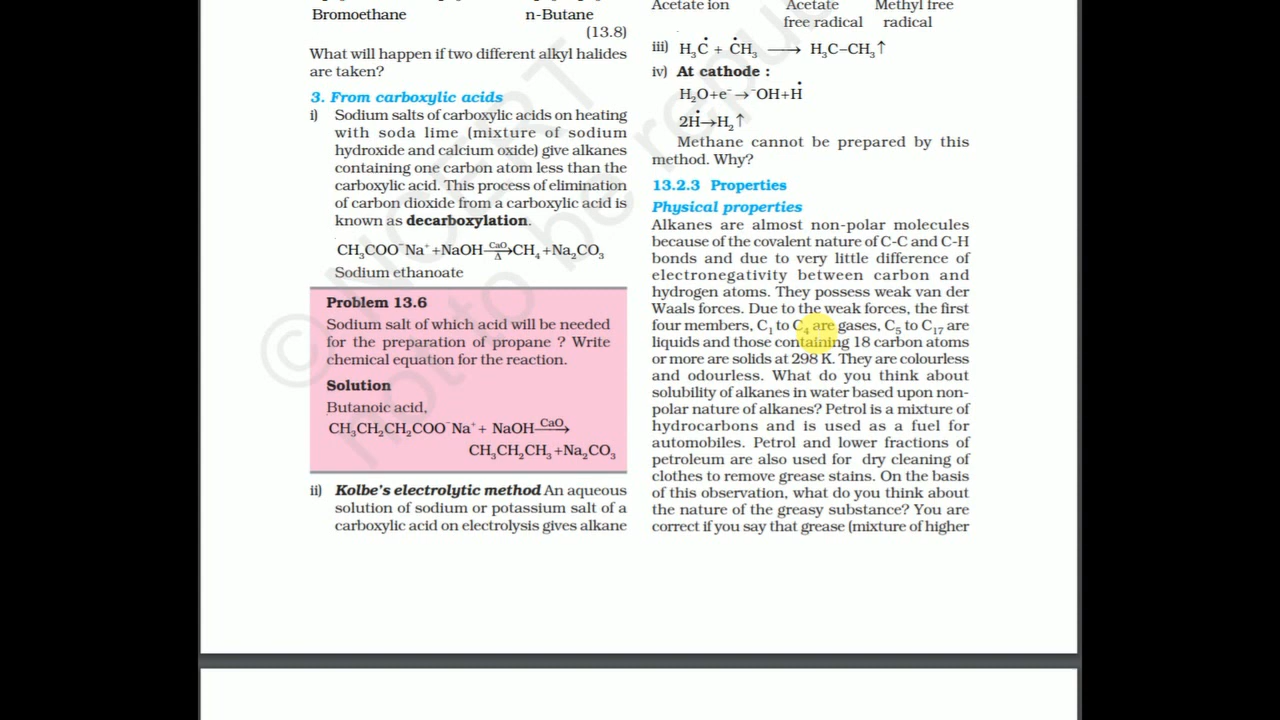 Bromoethane n-Butane
(13.8)
What will happen if two different alkyl halides
are taken?
3. From carboxylic acids
i) Sodium salts of carboxylic acids on heating
with soda lime (mixture of sodium
hydroxide and calcium oxide) give alkanes
containing one carbon atom less than the
carboxylic acid. This process of elimination
of carbon dioxide from a carboxylic acid is
known as decarboxylation.
CH₃COO⁻Na⁺ + NaOH —CaO/Δ→ CH₄ + Na₂CO₃
Sodium ethanoate
Problem 13.6
Sodium salt of which acid will be needed
for the preparation of propane ? Write
chemical equation for the reaction.
Solution
Butanoic acid,
CH₃CH₂CH₂COO⁻Na⁺ + NaOH —CaO→
CH₃CH₂CH₃ + Na₂CO₃
ii) Kolbe's electrolytic method An aqueous
solution of sodium or potassium salt of a
carboxylic acid on electrolysis gives alkane
Acetate ion Acetate Methyl free
free radical radical
iii) H₃Ċ + ĊH₃ ⟶ H₃C–CH₃↑
iv) At cathode :
H₂O+e⁻→⁻OH+Ḣ
2Ḣ→H₂↑
Methane cannot be prepared by this
method. Why?
13.2.3 Properties
Physical properties
Alkanes are almost non-polar molecules
because of the covalent nature of C-C and C-H
bonds and due to very little difference of
electronegativity between carbon and
hydrogen atoms. They possess weak van der
Waals forces. Due to the weak forces, the first
four members, C₁ to C₄ are gases, C₅ to C₁₇ are
liquids and those containing 18 carbon atoms
or more are solids at 298 K. They are colourless
and odourless. What do you think about
solubility of alkanes in water based upon non-
polar nature of alkanes? Petrol is a mixture of
hydrocarbons and is used as a fuel for
automobiles. Petrol and lower fractions of
petroleum are also used for dry cleaning of
clothes to remove grease stains. On the basis
of this observation, what do you think about
the nature of the greasy substance? You are
correct if you say that grease (mixture of higher
© NCERT
not to be repu